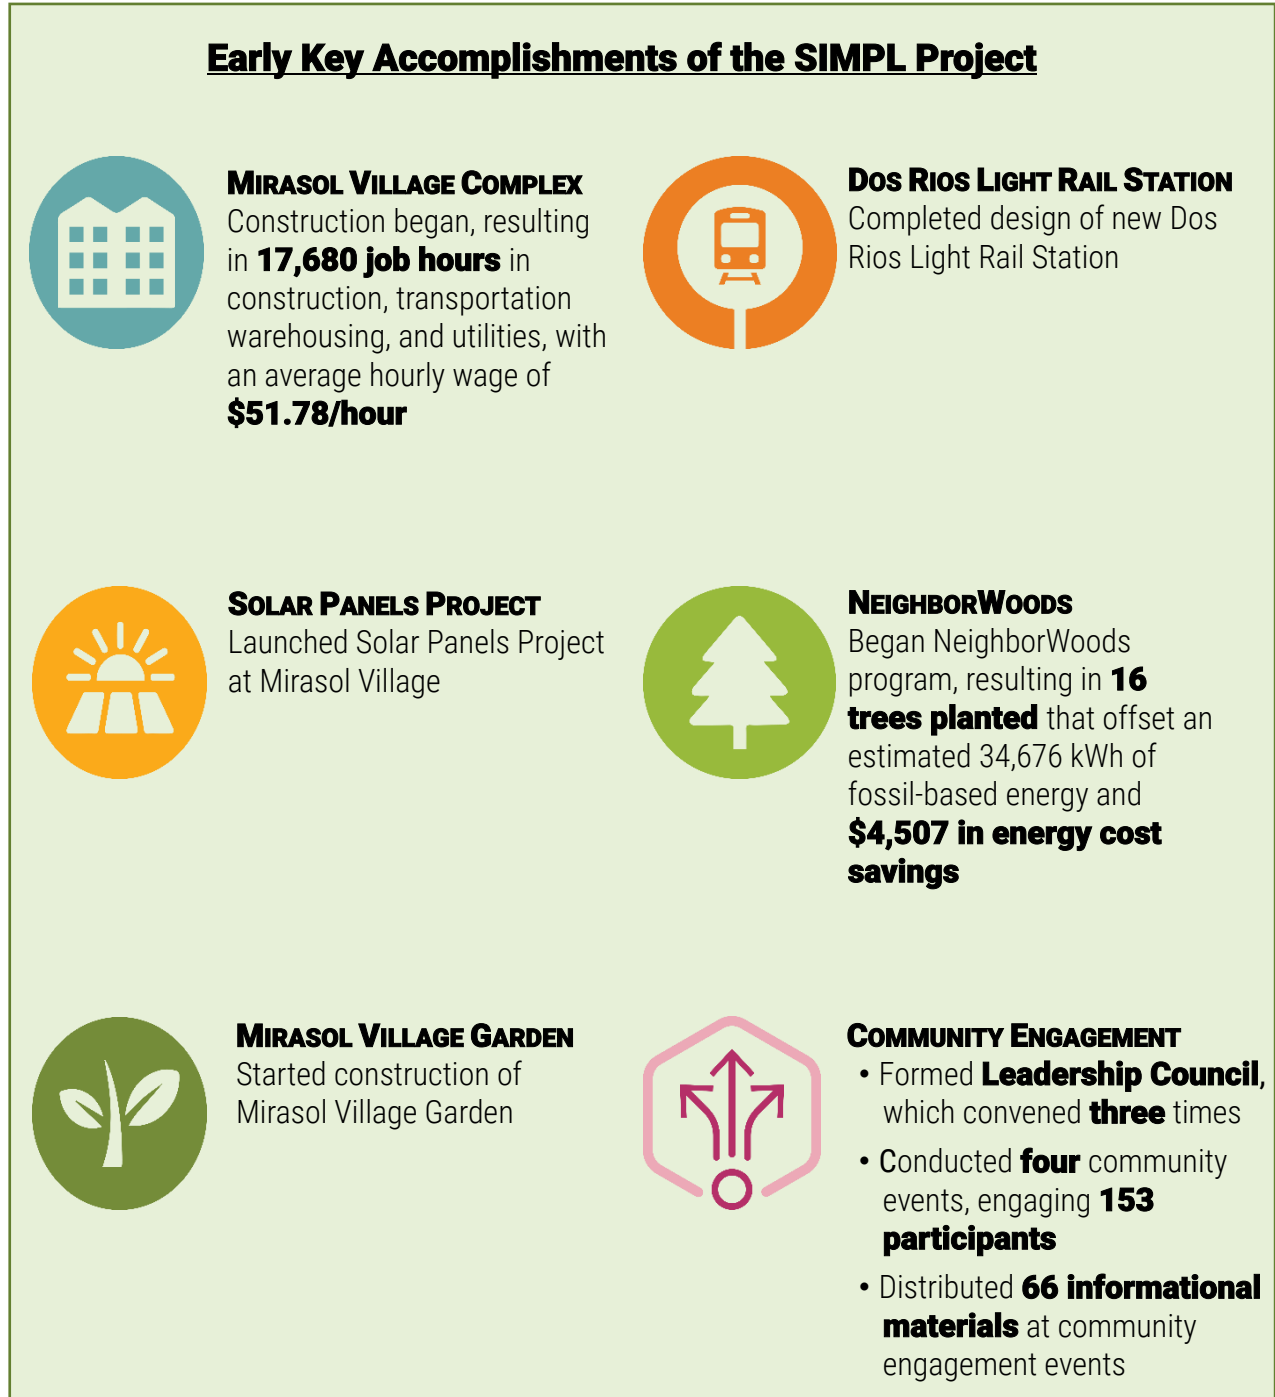 Early Key Accomplishments of the SIMPL Project
MIRASOL VILLAGE COMPLEX
Construction began, resulting
in 17,680 job hours in
construction, transportation
warehousing, and utilities, with
an average hourly wage of
$51.78/hour
DOS RIOS LIGHT RAIL STATION
Completed design of new Dos
Rios Light Rail Station
SOLAR PANELS PROJECT
Launched Solar Panels Project
at Mirasol Village
NEIGHBORWOODS
Began NeighborWoods
program, resulting in 16
trees planted that offset an
estimated 34,676 kWh of
fossil-based energy and
$4,507 in energy cost
savings
MIRASOL VILLAGE GARDEN
Started construction of
Mirasol Village Garden
COMMUNITY ENGAGEMENT
• Formed Leadership Council,
which convened three times
• Conducted four community
events, engaging 153
participants
• Distributed 66 informational
materials at community
engagement events